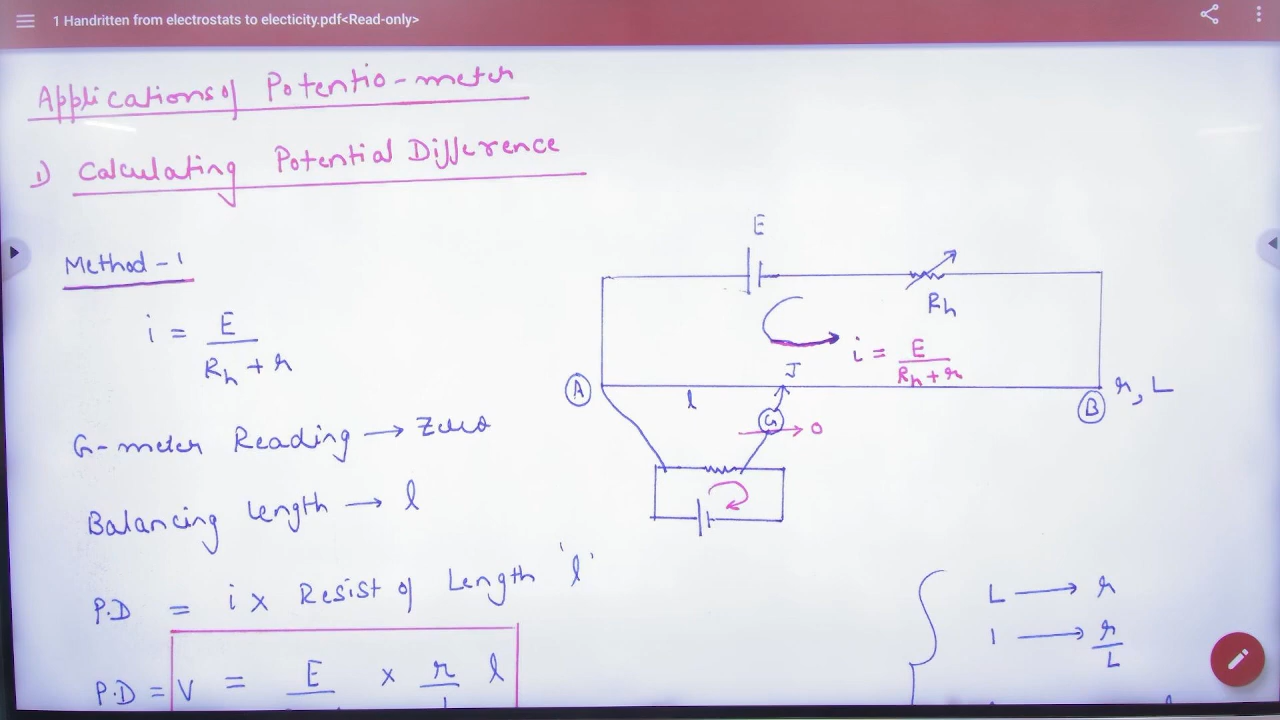 1 Handritten from electrostats to electicity.pdf<Read-only>
Applications of Potentio-meter
1) Calculating Potential Difference
Method - 1
i = E / (Rh + r)
G-meter Reading → Zero
Balancing length → l
P.D = i x Resist of Length 'l'
P.D = V = E x r l
E
Rh
i = E / (Rh + r)
J
A
l
G
0
B
r, L
L → r
1 → r / L